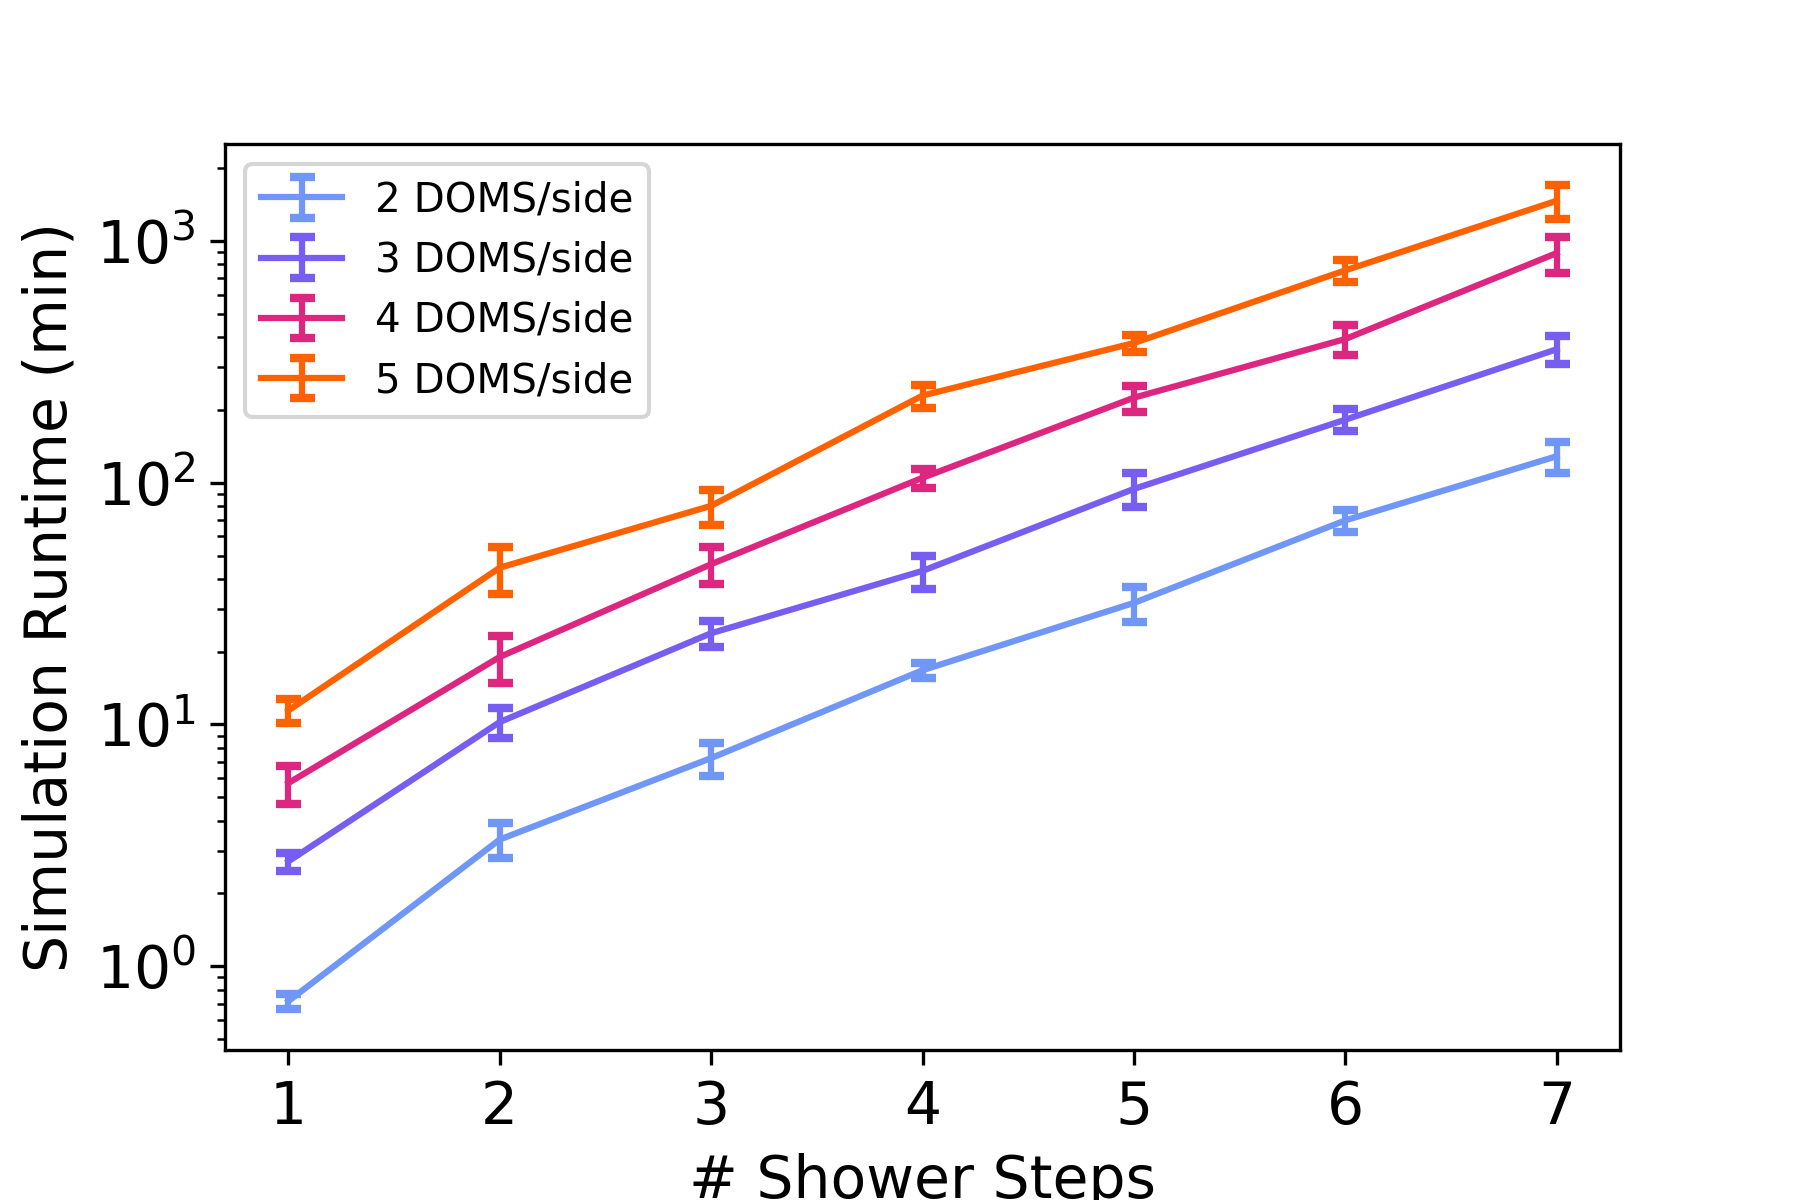 2 DOMS/side
3 DOMS/side
4 DOMS/side
5 DOMS/side
Simulation Runtime (min)
10³
10²
10¹
10⁰
1 2 3 4 5 6 7
# Shower Steps